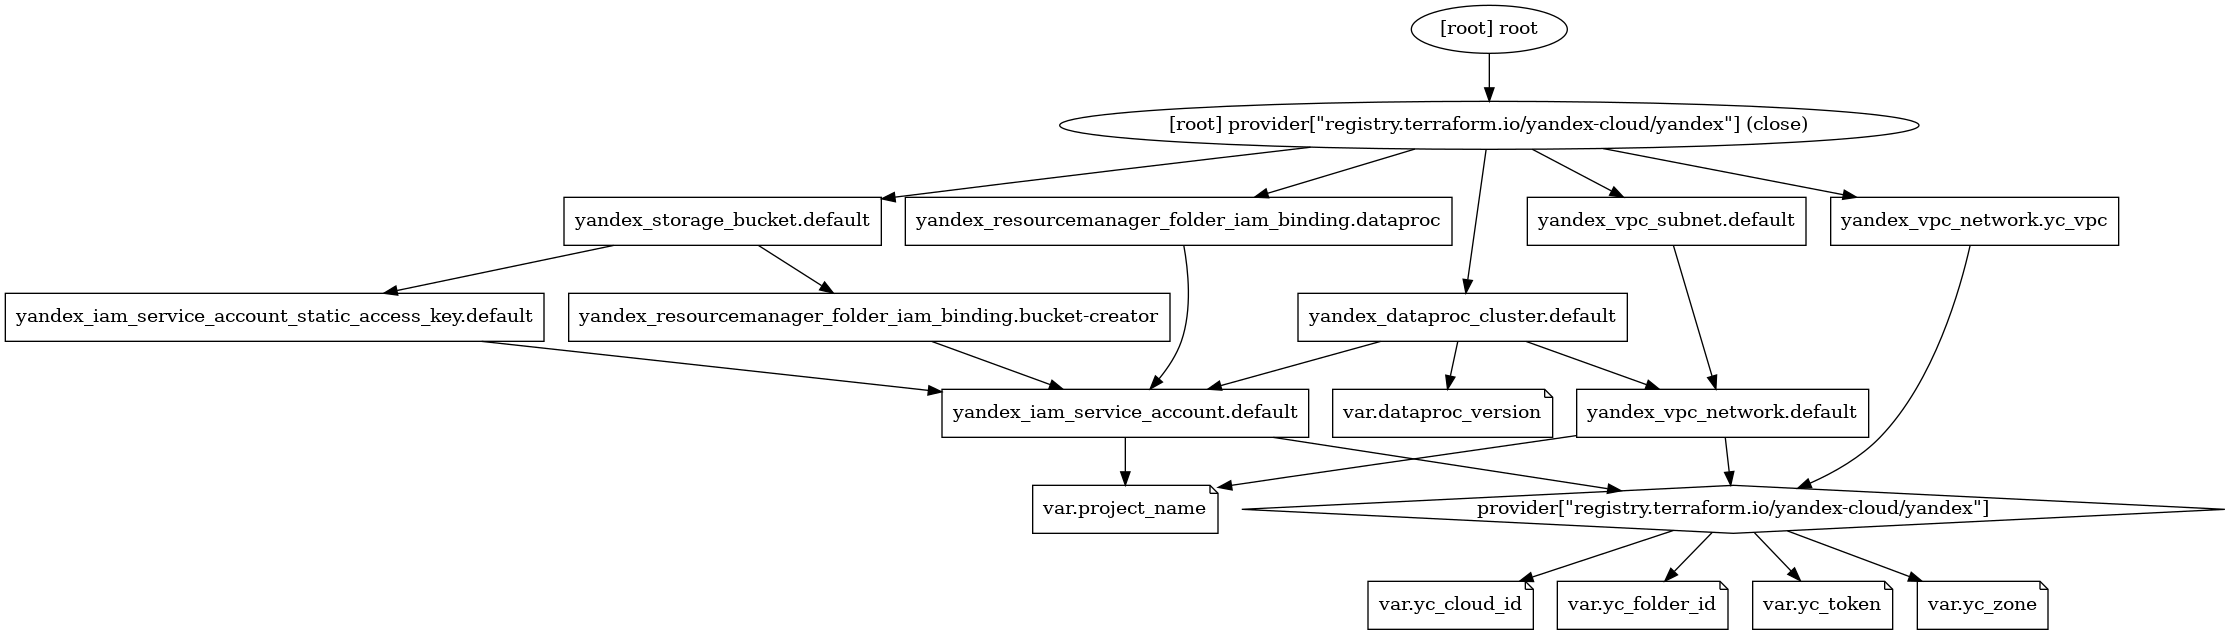 [root] root
[root] provider["registry.terraform.io/yandex-cloud/yandex"] (close)
yandex_storage_bucket.default
yandex_resourcemanager_folder_iam_binding.dataproc
yandex_vpc_subnet.default
yandex_vpc_network.yc_vpc
yandex_iam_service_account_static_access_key.default
yandex_resourcemanager_folder_iam_binding.bucket-creator
yandex_dataproc_cluster.default
yandex_iam_service_account.default
var.dataproc_version
yandex_vpc_network.default
var.project_name
provider["registry.terraform.io/yandex-cloud/yandex"]
var.yc_cloud_id
var.yc_folder_id
var.yc_token
var.yc_zone